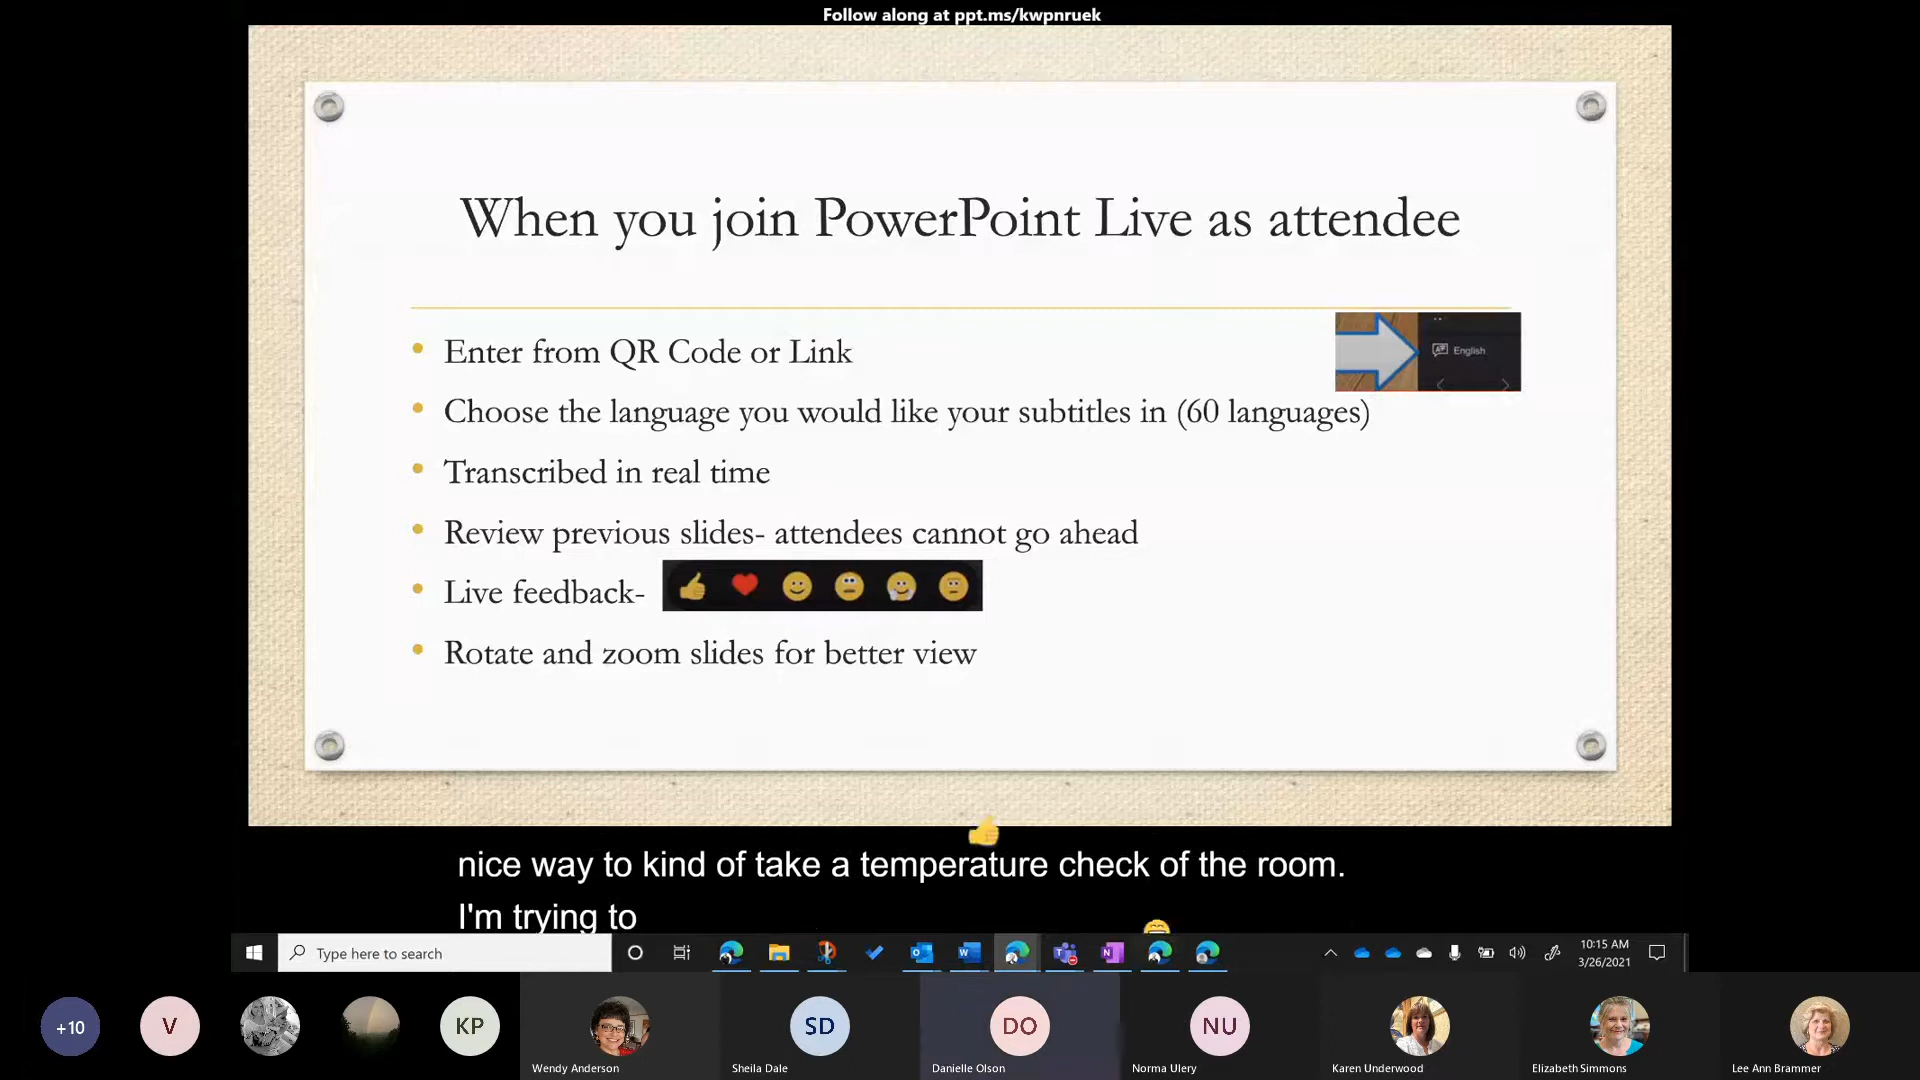 Follow along at ppt.ms/kwpnruek
When you join PowerPoint Live as attendee
English
• Enter from QR Code or Link
• Choose the language you would like your subtitles in (60 languages)
• Transcribed in real time
• Review previous slides- attendees cannot go ahead
• Live feedback-
• Rotate and zoom slides for better view
nice way to kind of take a temperature check of the room.
I'm trying to
Type here to search
10:15 AM
3/26/2021
+10
V
KP
SD
DO
NU
Wendy Anderson
Sheila Dale
Danielle Olson
Norma Ulery
Karen Underwood
Elizabeth Simmons
Lee Ann Brammer